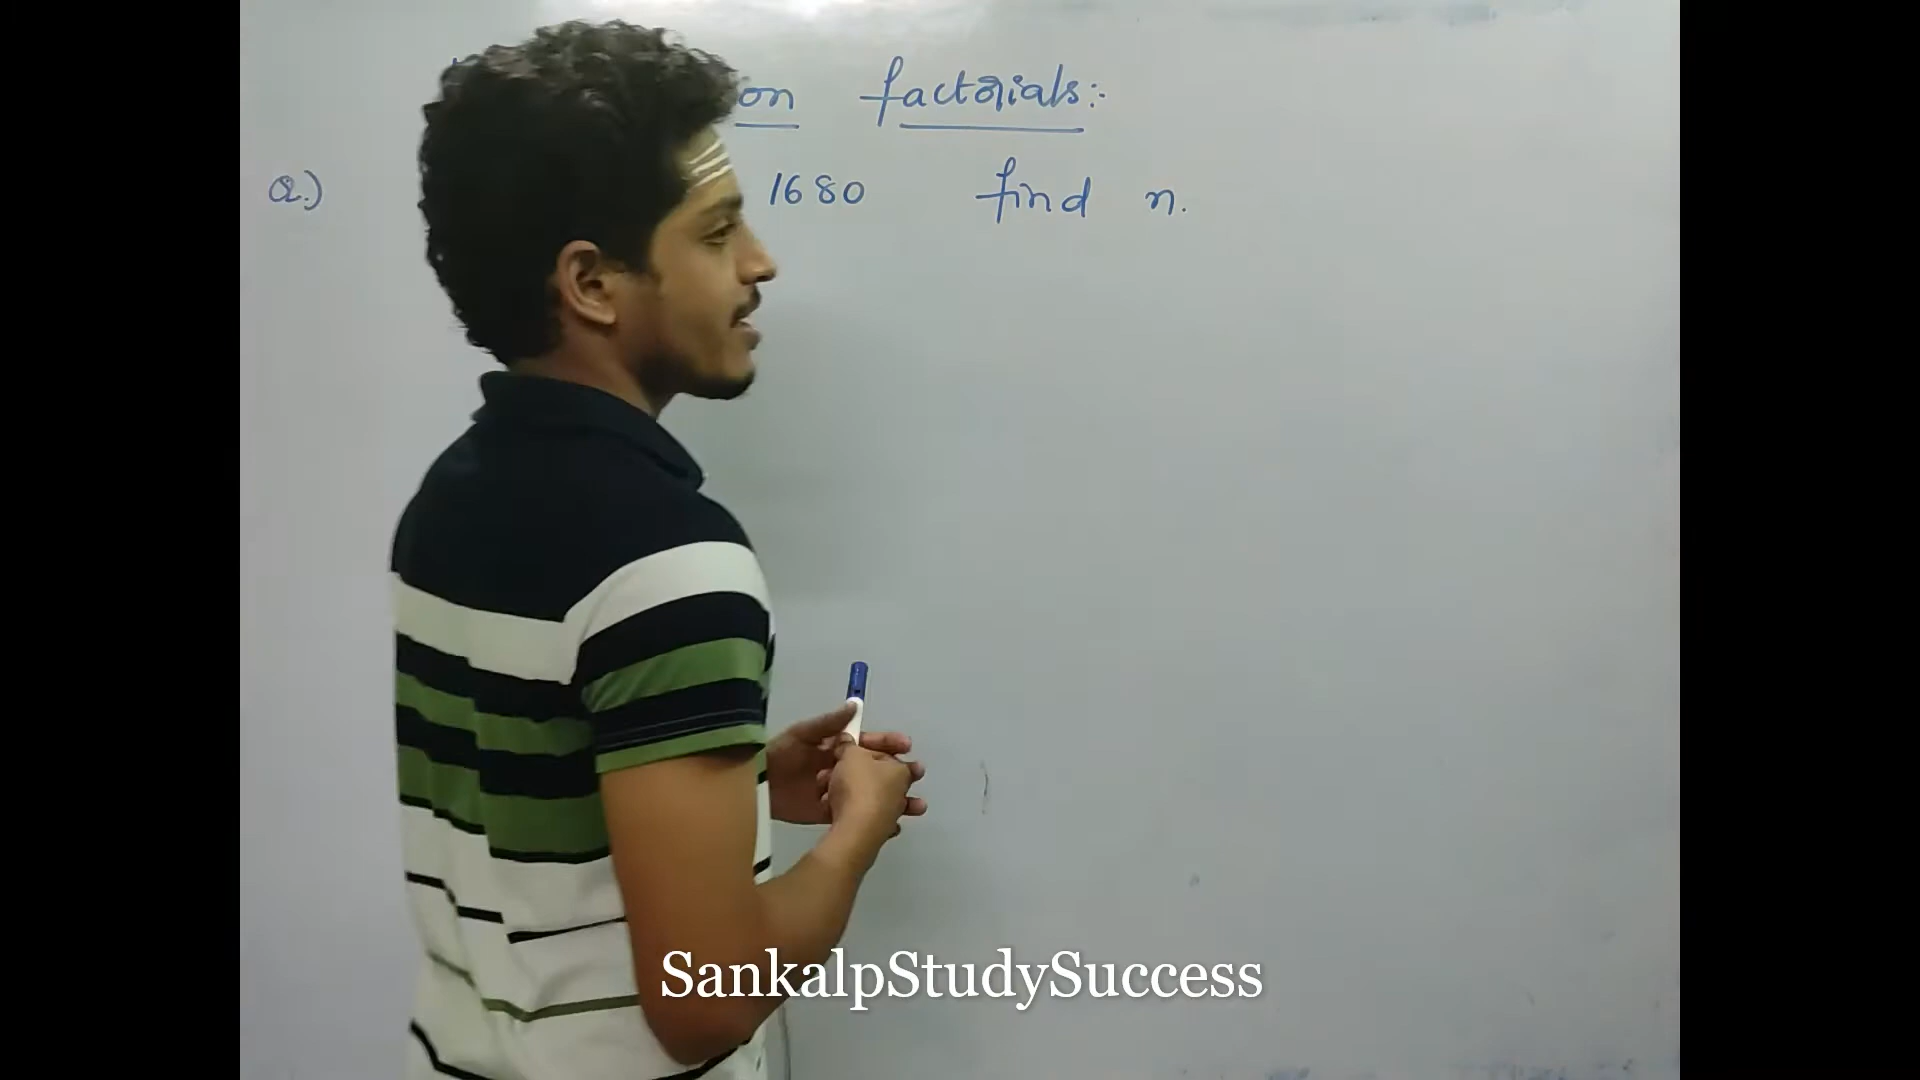 on factorials:-
Q.) 1680 find n.
SankalpStudySuccess